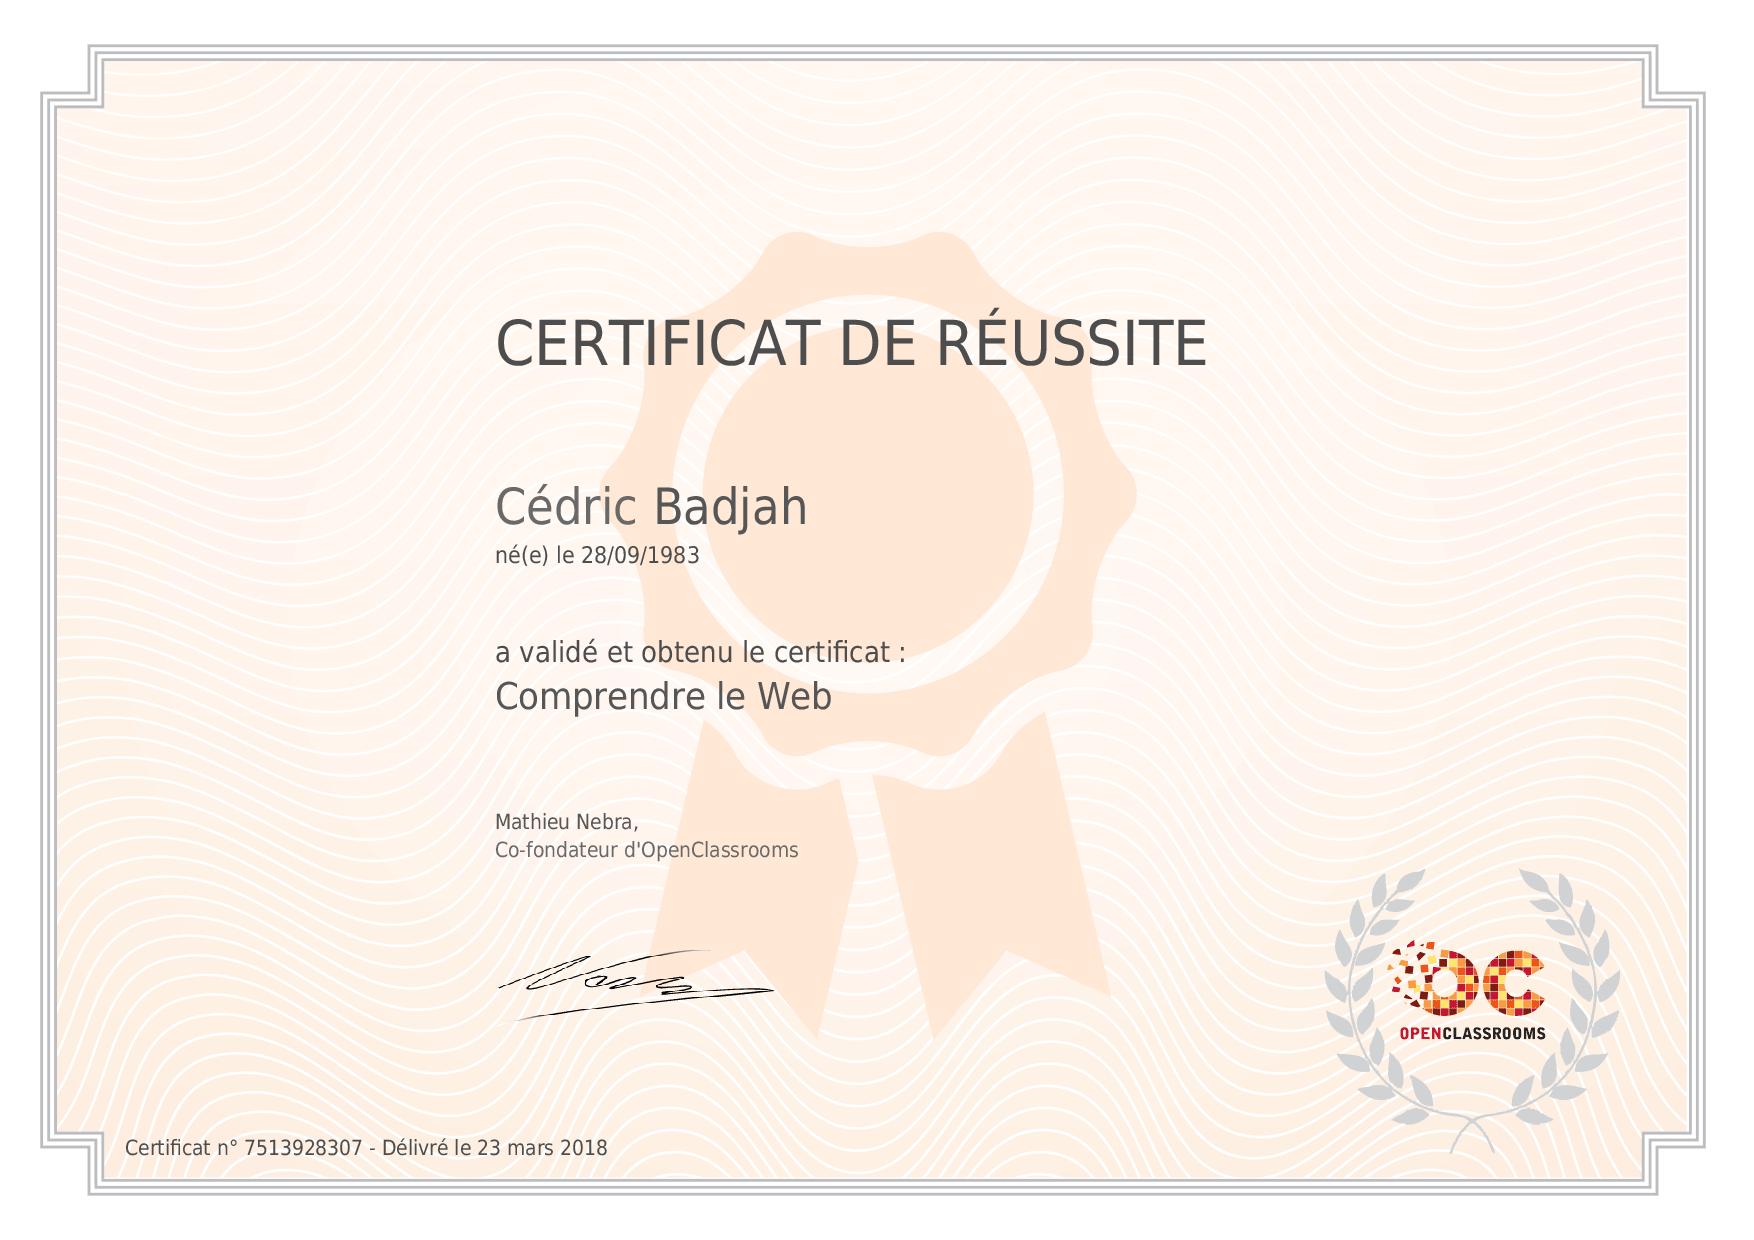 CERTIFICAT DE RÉUSSITE
Cédric Badjah
né(e) le 28/09/1983
a validé et obtenu le certificat :
Comprendre le Web
Mathieu Nebra,
Co-fondateur d'OpenClassrooms
OC
OPENCLASSROOMS
Certificat n° 7513928307 - Délivré le 23 mars 2018